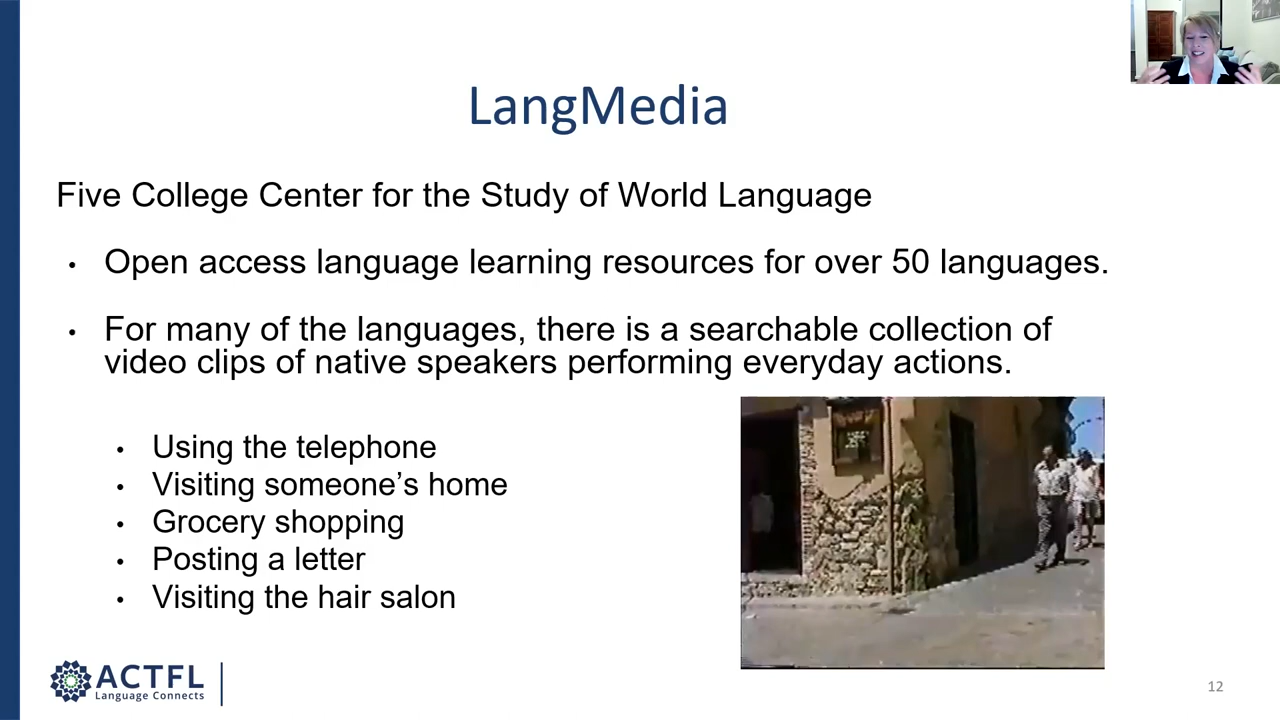 LangMedia
Five College Center for the Study of World Language
• Open access language learning resources for over 50 languages.
• For many of the languages, there is a searchable collection of
video clips of native speakers performing everyday actions.
• Using the telephone
• Visiting someone’s home
• Grocery shopping
• Posting a letter
• Visiting the hair salon
ACTFL
Language Connects
12